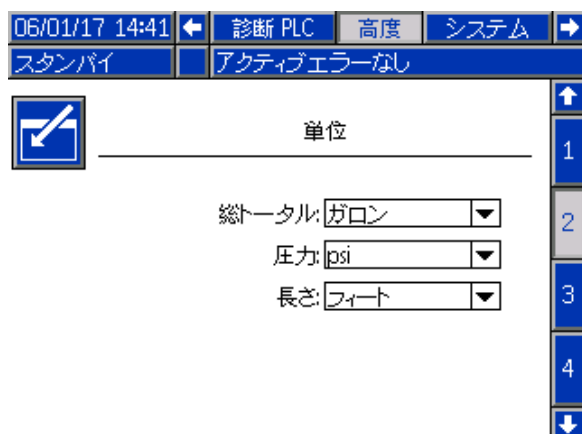 06/01/17 14:41 診断 PLC 高度 システム
スタンバイ アクティブエラーなし
単位
1
総トータル: ガロン
2
圧力: psi
長さ: フィート
3
4